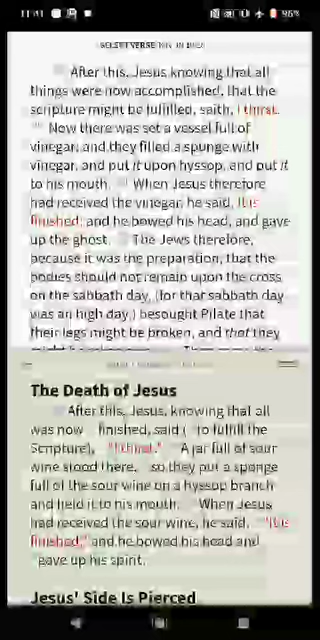 11:41
96%
After this, Jesus knowing that all
things were now accomplished, that the
scripture might be fulfilled, saith, I thirst.
Now there was set a vessel full of
vinegar: and they filled a sponge with
vinegar, and put it upon hyssop, and put it
to his mouth. When Jesus therefore
had received the vinegar, he said, It is
finished: and he bowed his head, and gave
up the ghost. The Jews therefore,
because it was the preparation, that the
bodies should not remain upon the cross
on the sabbath day, (for that sabbath day
was an high day,) besought Pilate that
their legs might be broken, and that they
The Death of Jesus
After this, Jesus, knowing that all
was now finished, said ( to fulfill the
Scripture), "I thirst." A jar full of sour
wine stood there, so they put a sponge
full of the sour wine on a hyssop branch
and held it to his mouth. When Jesus
had received the sour wine, he said, "It is
finished," and he bowed his head and
gave up his spirit.
Jesus' Side Is Pierced